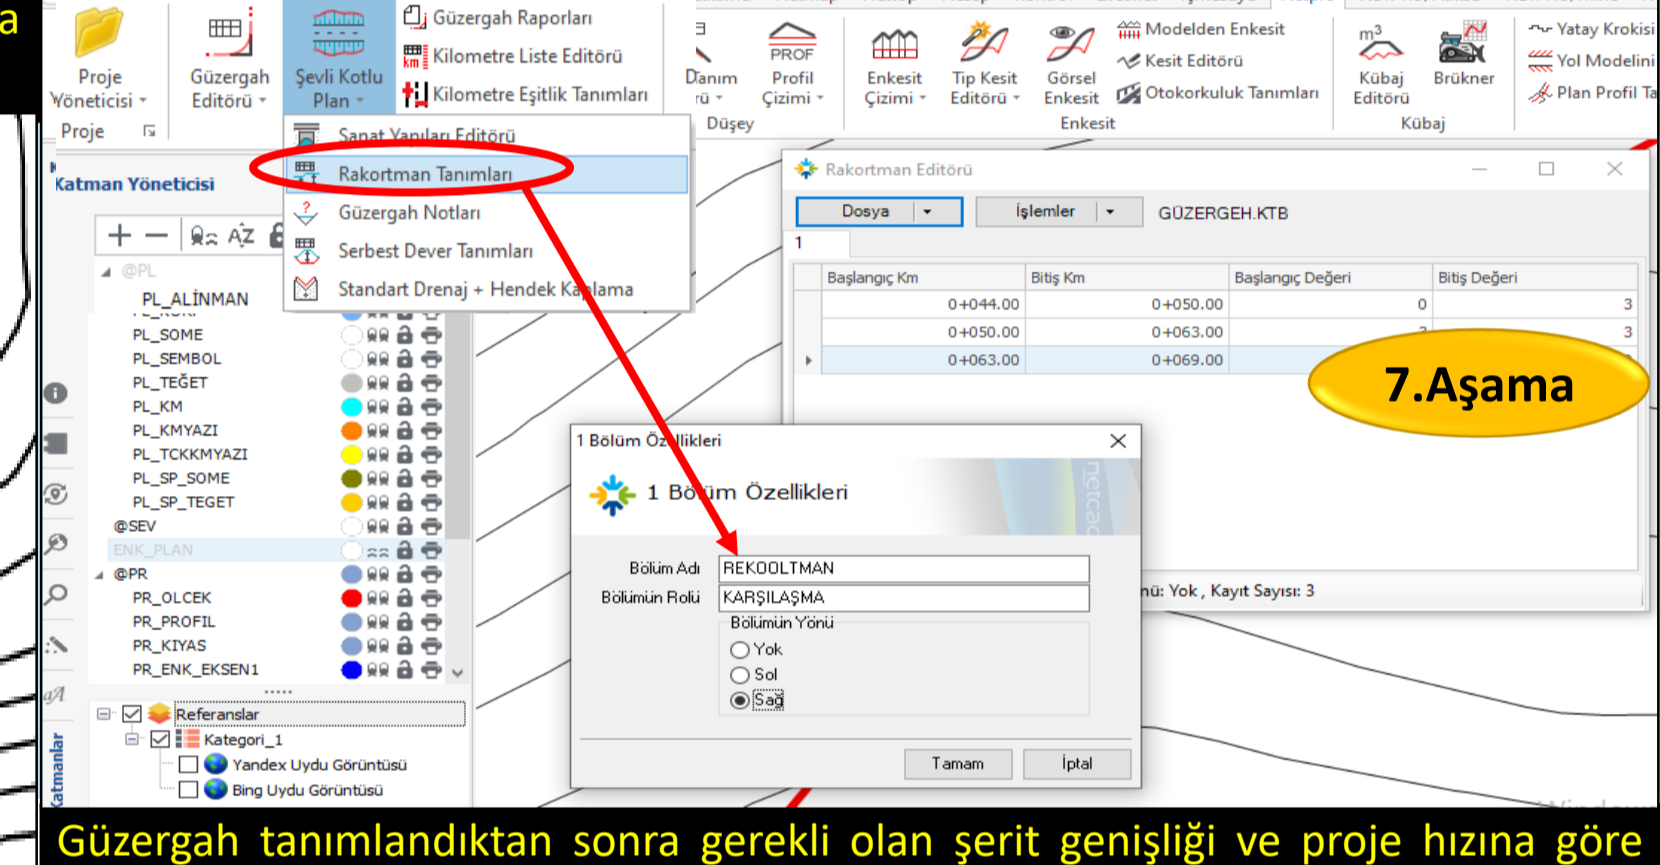 a
Proje
Yöneticisi
Proje
Güzergah
Editörü
Şevli Kotlu
Plan
Güzergah Raporları
Kilometre Liste Editörü
km
Kilometre Eşitlik Tanımları
Sanat Yapıları Editörü
Rakortman Tanımları
Güzergah Notları
Serbest Dever Tanımları
Standart Drenaj + Hendek Kaplama
Düşey
PROF
Profil
Çizimi
Enkesit
Çizimi
Tip Kesit
Editörü
Görsel
Enkesit
Modelden Enkesit
Kesit Editörü
Otokorkuluk Tanımları
Enkesit
m³
Kübaj
Editörü
Brükner
Kübaj
Yatay Krokisi
Yol Modelini
Plan Profil Ta
Katman Yöneticisi
@PL
PL_ALİNMAN
PL_SOME
PL_SEMBOL
PL_TEĞET
PL_KM
PL_KMYAZI
PL_TCKKMYAZI
PL_SP_SOME
PL_SP_TEGET
@SEV
ENK_PLAN
@PR
PR_OLCEK
PR_PROFIL
PR_KIYAS
PR_ENK_EKSEN1
Referanslar
Kategori_1
Yandex Uydu Görüntüsü
Bing Uydu Görüntüsü
Rakortman Editörü
Dosya
İşlemler
GÜZERGEH.KTB
1
Başlangıç Km Bitiş Km Başlangıç Değeri Bitiş Değeri
0+044.00 0+050.00 0 3
0+050.00 0+063.00 3
0+063.00 0+069.00
7.Aşama
nü: Yok , Kayıt Sayısı: 3
1 Bölüm Özellikleri
1 Bölüm Özellikleri
netcad
Bölüm Adı REKOOLTMAN
Bölümün Rolü KARŞILAŞMA
Bölümün Yönü
Yok
Sol
Sağ
Tamam İptal
Güzergah tanımlandıktan sonra gerekli olan şerit genişliği ve proje hızına göre